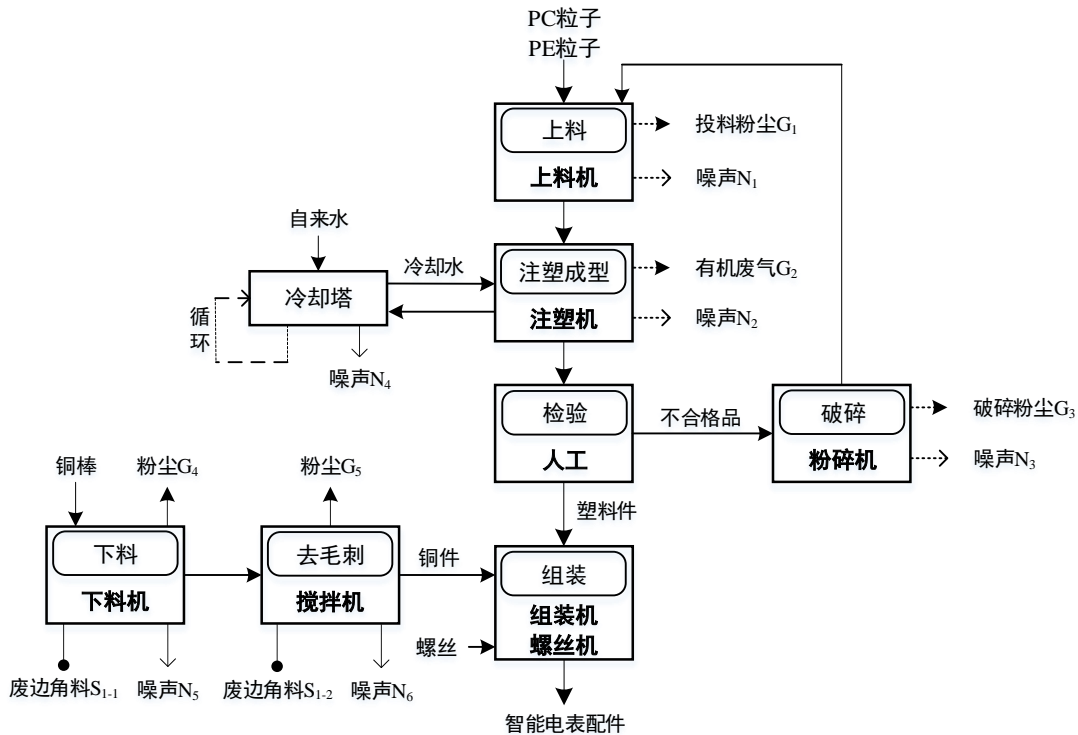 PC粒子
PE粒子
上料
上料机
投料粉尘G₁
噪声N₁
自来水
冷却塔
冷却水
循
环
噪声N₄
注塑成型
注塑机
有机废气G₂
噪声N₂
检验
人工
不合格品
破碎
粉碎机
破碎粉尘G₃
噪声N₃
塑料件
铜棒
粉尘G₄
粉尘G₅
下料
下料机
去毛刺
搅拌机
铜件
组装
组装机
螺丝机
螺丝
废边角料S₁₋₁
噪声N₅
废边角料S₁₋₂
噪声N₆
智能电表配件